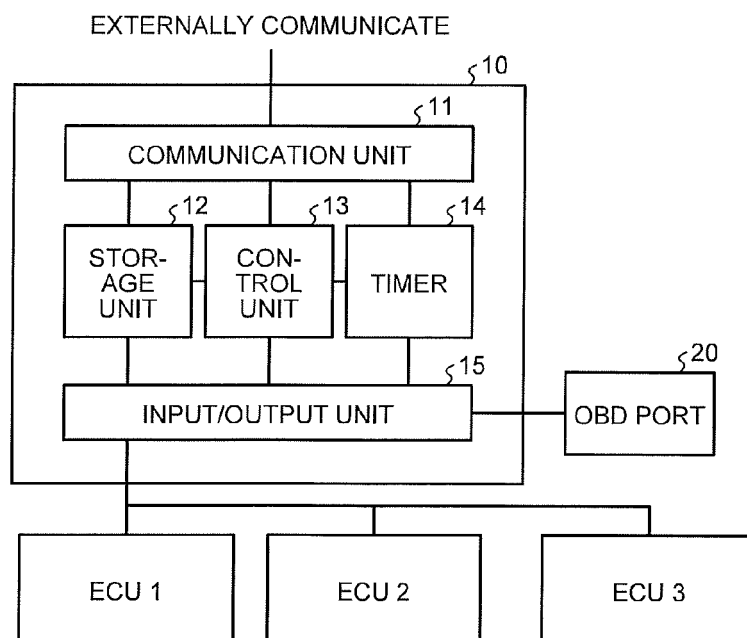 EXTERNALLY COMMUNICATE
10
11
COMMUNICATION UNIT
12
13
14
STOR-
AGE
UNIT
CON-
TROL
UNIT
TIMER
15
20
INPUT/OUTPUT UNIT
OBD PORT
ECU 1
ECU 2
ECU 3